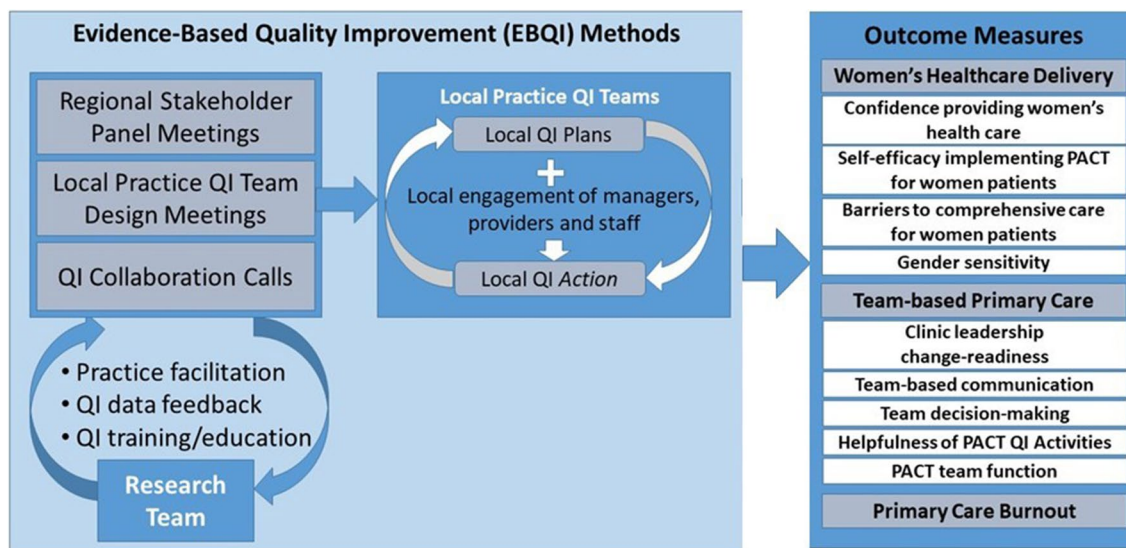 Evidence-Based Quality Improvement (EBQI) Methods
Regional Stakeholder
Panel Meetings
Local Practice QI Team
Design Meetings
QI Collaboration Calls
• Practice facilitation
• QI data feedback
• QI training/education
Research
Team
Local Practice QI Teams
Local QI Plans
+
Local engagement of managers,
providers and staff
Local QI Action
Outcome Measures
Women's Healthcare Delivery
Confidence providing women's
health care
Self-efficacy implementing PACT
for women patients
Barriers to comprehensive care
for women patients
Gender sensitivity
Team-based Primary Care
Clinic leadership
change-readiness
Team-based communication
Team decision-making
Helpfulness of PACT QI Activities
PACT team function
Primary Care Burnout